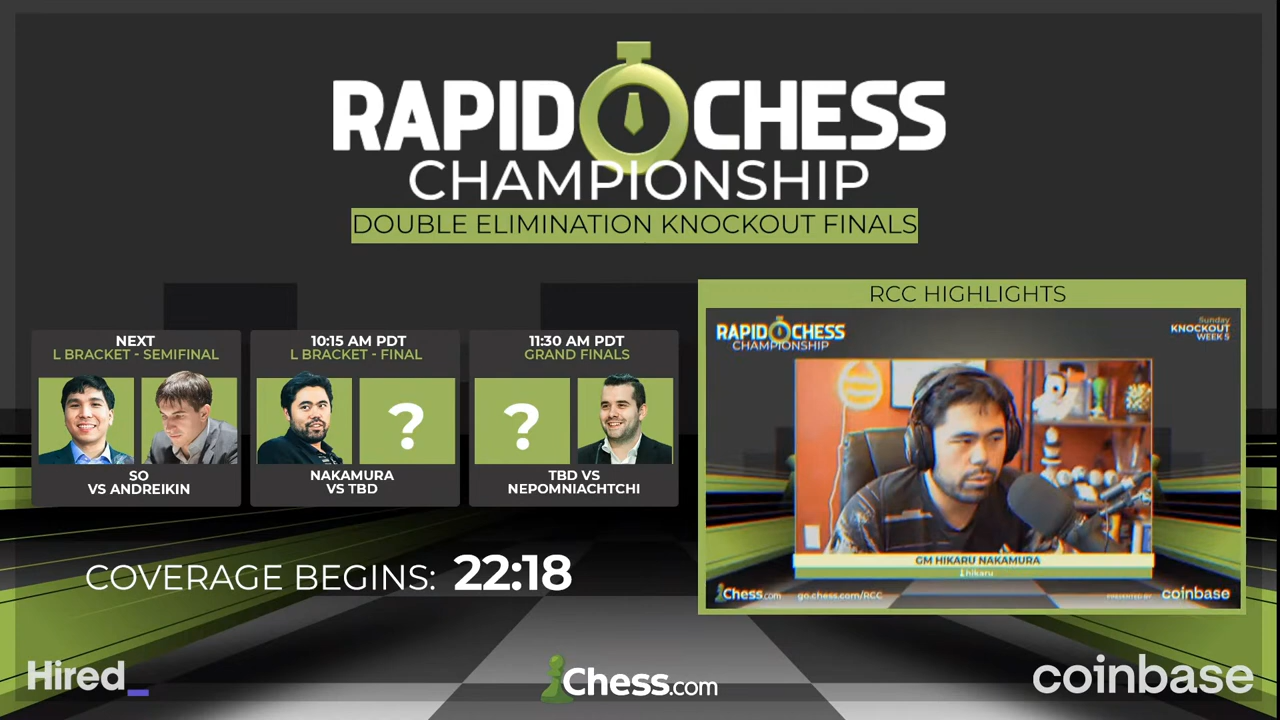 RAPID CHESS
CHAMPIONSHIP
DOUBLE ELIMINATION KNOCKOUT FINALS
NEXT
L BRACKET - SEMIFINAL
SO
VS ANDREIKIN
10:15 AM PDT
L BRACKET - FINAL
?
NAKAMURA
VS TBD
11:30 AM PDT
GRAND FINALS
?
TBD VS
NEPOMNIACHTCHI
RCC HIGHLIGHTS
RAPID CHESS
CHAMPIONSHIP
Sunday
KNOCKOUT
WEEK 5
GM HIKARU NAKAMURA
hikaru
Chess.com
go.chess.com/RCC
PRESENTED BY
coinbase
COVERAGE BEGINS: 22:18
Hired_
Chess.com
coinbase